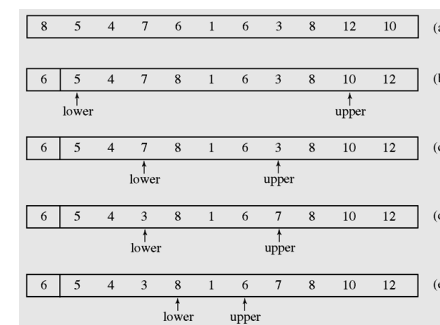 8 5 4 7 6 1 6 3 8 12 10 (a
6 5 4 7 8 1 6 3 8 10 12 (b
lower upper
6 5 4 7 8 1 6 3 8 10 12 (c
lower upper
6 5 4 3 8 1 6 7 8 10 12 (d
lower upper
6 5 4 3 8 1 6 7 8 10 12 (e
lower upper